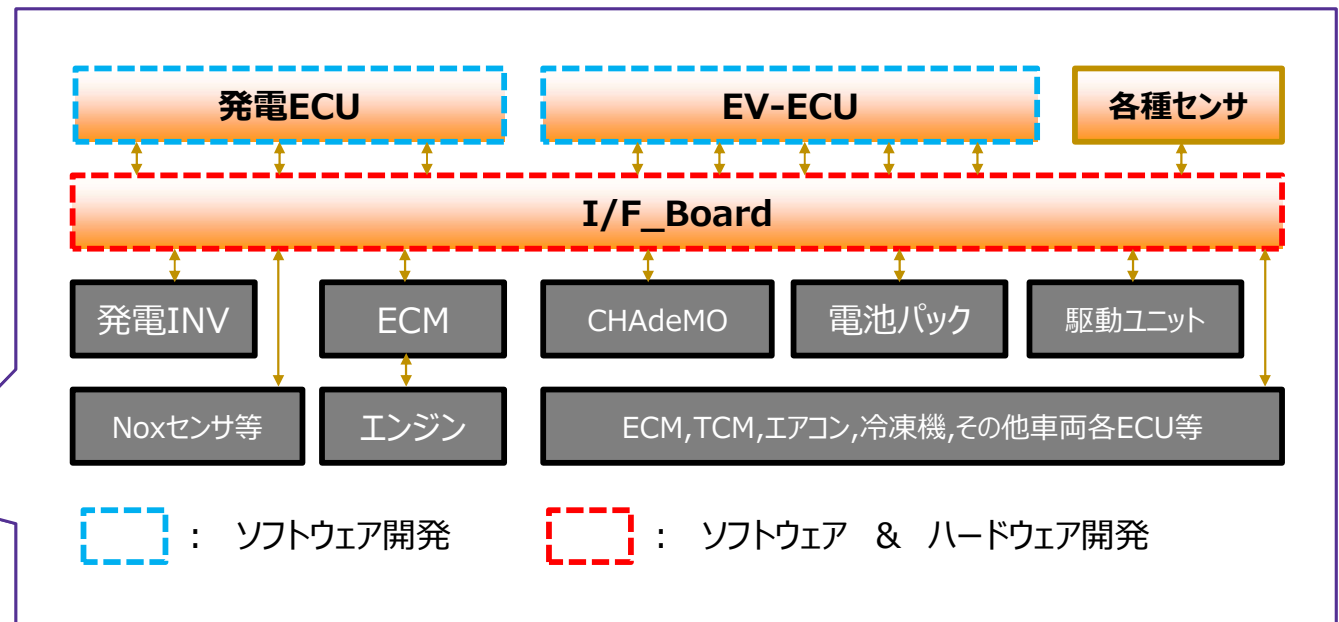 発電ECU
EV-ECU
各種センサ
I/F_Board
発電INV
ECM
CHAdeMO
電池パック
駆動ユニット
Noxセンサ等
エンジン
ECM,TCM,エアコン,冷凍機,その他車両各ECU等
： ソフトウェア開発
： ソフトウェア & ハードウェア開発